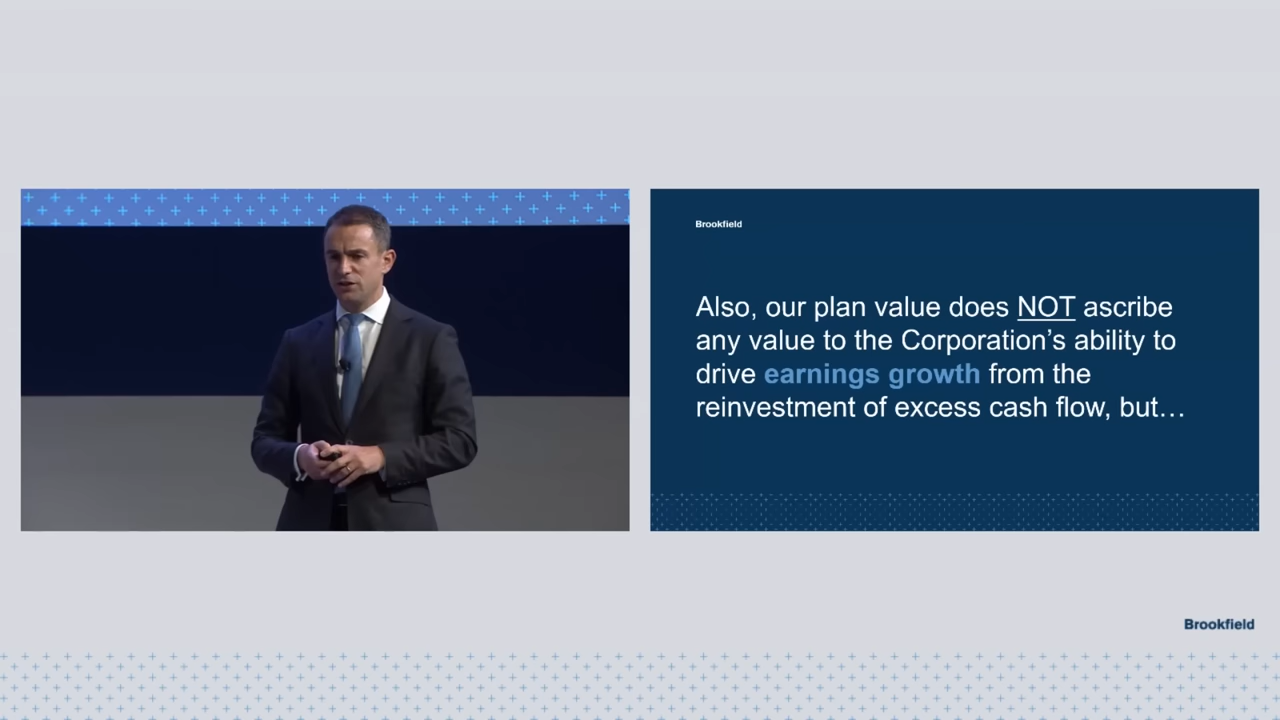 Brookfield
Also, our plan value does NOT ascribe
any value to the Corporation’s ability to
drive earnings growth from the
reinvestment of excess cash flow, but…
Brookfield